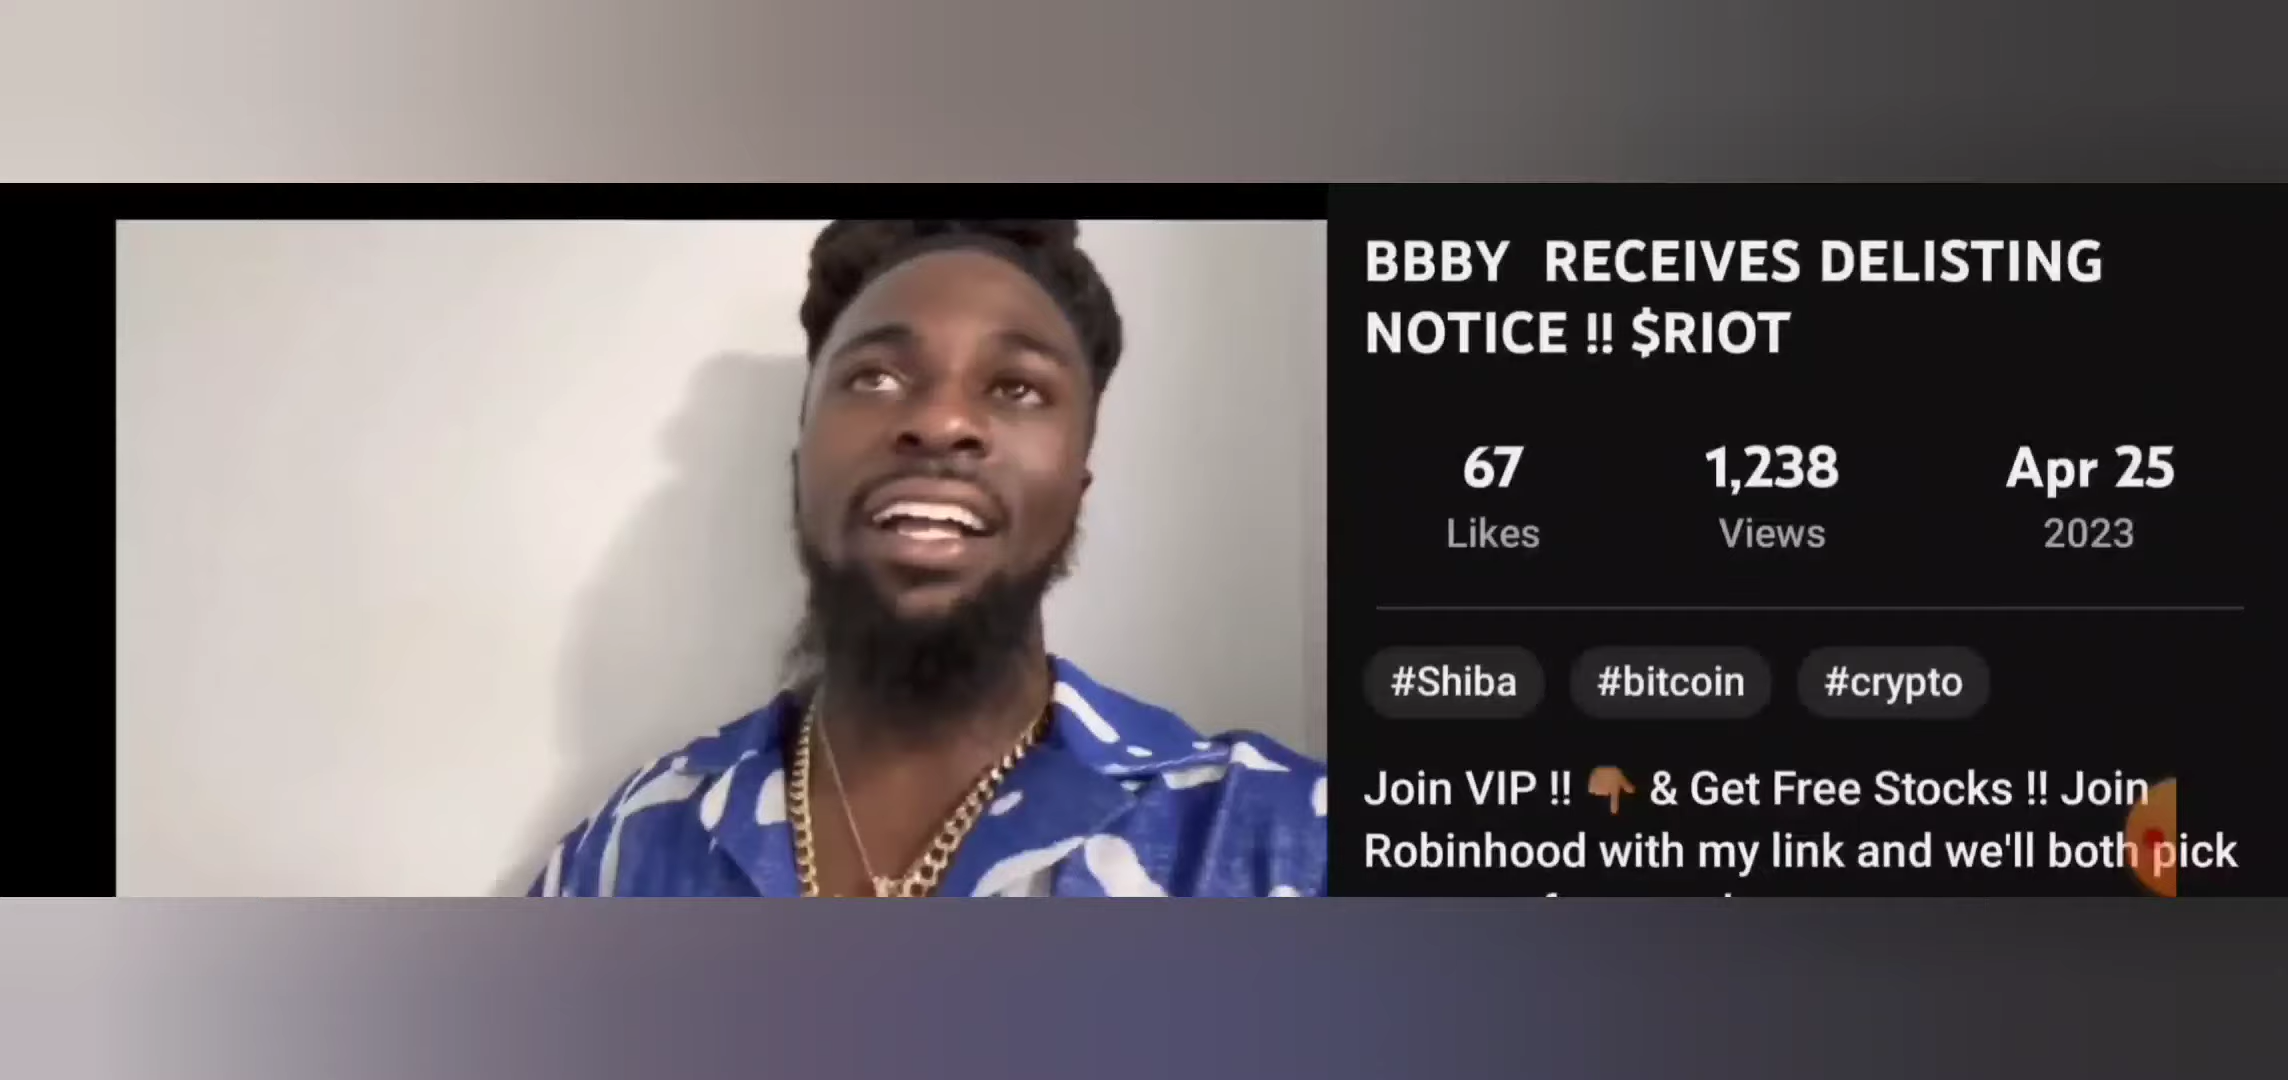 BBBY RECEIVES DELISTING
NOTICE !! $RIOT
67
1,238
Apr 25
Likes
Views
2023
#Shiba
#bitcoin
#crypto
Join VIP !! 👇🏾 & Get Free Stocks !! Join
Robinhood with my link and we'll both pick